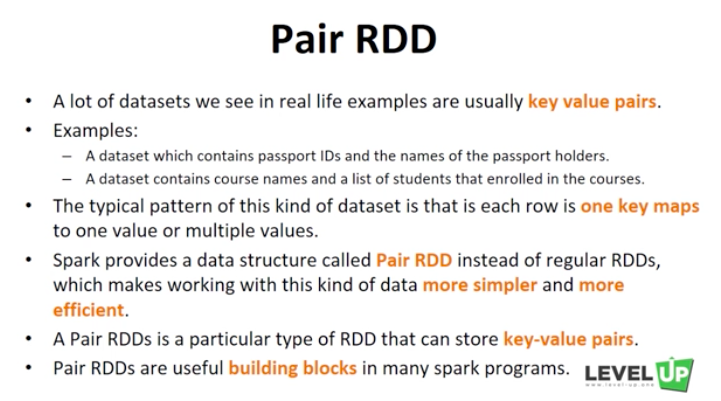 Pair RDD
• A lot of datasets we see in real life examples are usually key value pairs.
• Examples:
– A dataset which contains passport IDs and the names of the passport holders.
– A dataset contains course names and a list of students that enrolled in the courses.
• The typical pattern of this kind of dataset is that is each row is one key maps
to one value or multiple values.
• Spark provides a data structure called Pair RDD instead of regular RDDs,
which makes working with this kind of data more simpler and more
efficient.
• A Pair RDDs is a particular type of RDD that can store key-value pairs.
• Pair RDDs are useful building blocks in many spark programs.
LEVEL UP
www.level-up.one